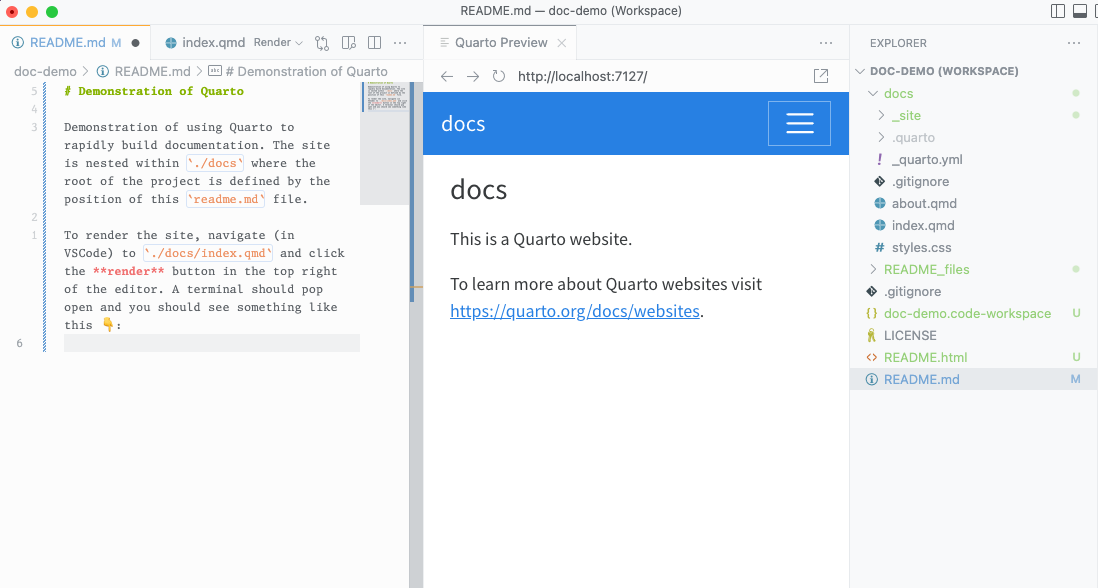 README.md — doc-demo (Workspace)
README.md M
index.qmd Render
doc-demo > README.md > # Demonstration of Quarto
5 # Demonstration of Quarto
4
3 Demonstration of using Quarto to
rapidly build documentation. The site
is nested within `./docs` where the
root of the project is defined by the
position of this `readme.md` file.
2
1 To render the site, navigate (in
VSCode) to `./docs/index.qmd` and click
the **render** button in the top right
of the editor. A terminal should pop
open and you should see something like
this 👇:
6
Quarto Preview
http://localhost:7127/
docs
docs
This is a Quarto website.
To learn more about Quarto websites visit
https://quarto.org/docs/websites.
EXPLORER
DOC-DEMO (WORKSPACE)
docs
_site
.quarto
_quarto.yml
.gitignore
about.qmd
index.qmd
styles.css
README_files
.gitignore
doc-demo.code-workspace U
LICENSE
README.html U
README.md M